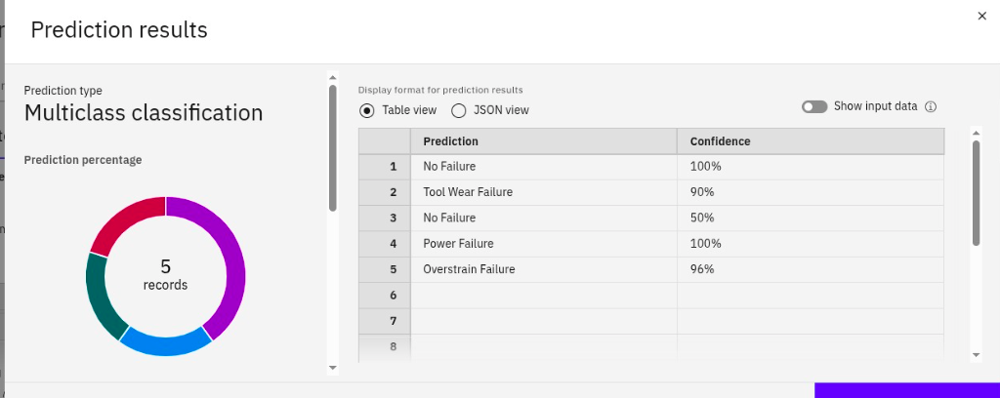 Prediction results
×
Prediction type
Multiclass classification
Prediction percentage
5
records
Display format for prediction results
Table view JSON view
Show input data
Prediction Confidence
1 No Failure 100%
2 Tool Wear Failure 90%
3 No Failure 50%
4 Power Failure 100%
5 Overstrain Failure 96%
6
7
8